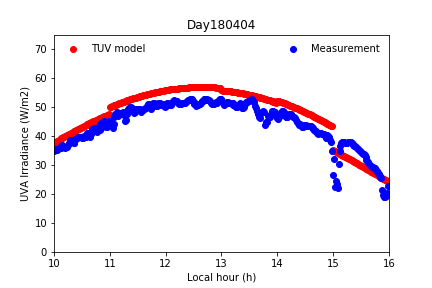 Day180404
TUV model
Measurement
UVA Irradiance (W/m2)
70
60
50
40
30
20
10
0
10 11 12 13 14 15 16
Local hour (h)